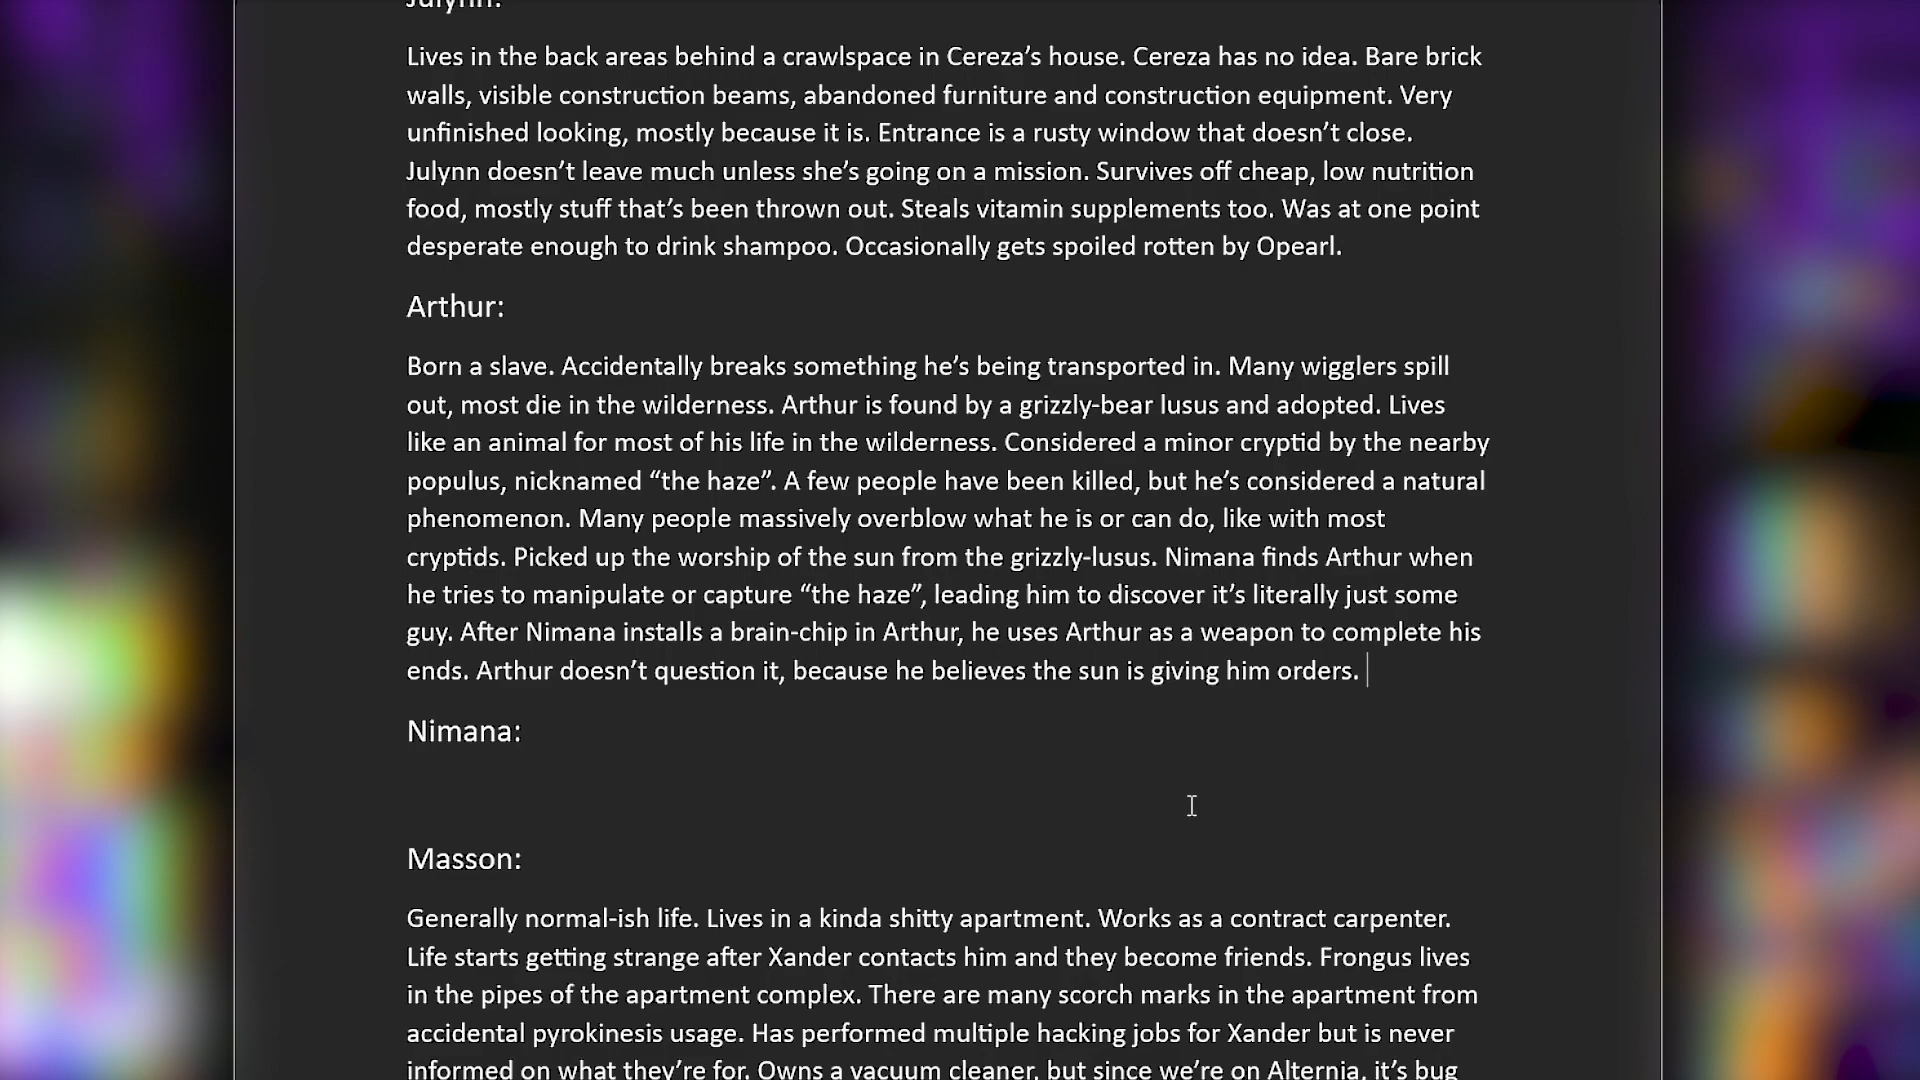 Julynn:
Lives in the back areas behind a crawlspace in Cereza’s house. Cereza has no idea. Bare brick
walls, visible construction beams, abandoned furniture and construction equipment. Very
unfinished looking, mostly because it is. Entrance is a rusty window that doesn’t close.
Julynn doesn’t leave much unless she’s going on a mission. Survives off cheap, low nutrition
food, mostly stuff that’s been thrown out. Steals vitamin supplements too. Was at one point
desperate enough to drink shampoo. Occasionally gets spoiled rotten by Opearl.
Arthur:
Born a slave. Accidentally breaks something he’s being transported in. Many wigglers spill
out, most die in the wilderness. Arthur is found by a grizzly-bear lusus and adopted. Lives
like an animal for most of his life in the wilderness. Considered a minor cryptid by the nearby
populus, nicknamed “the haze”. A few people have been killed, but he’s considered a natural
phenomenon. Many people massively overblow what he is or can do, like with most
cryptids. Picked up the worship of the sun from the grizzly-lusus. Nimana finds Arthur when
he tries to manipulate or capture “the haze”, leading him to discover it’s literally just some
guy. After Nimana installs a brain-chip in Arthur, he uses Arthur as a weapon to complete his
ends. Arthur doesn’t question it, because he believes the sun is giving him orders.
Nimana:
Masson:
Generally normal-ish life. Lives in a kinda shitty apartment. Works as a contract carpenter.
Life starts getting strange after Xander contacts him and they become friends. Frongus lives
in the pipes of the apartment complex. There are many scorch marks in the apartment from
accidental pyrokinesis usage. Has performed multiple hacking jobs for Xander but is never
informed on what they’re for. Owns a vacuum cleaner, but since we’re on Alternia, it’s bug